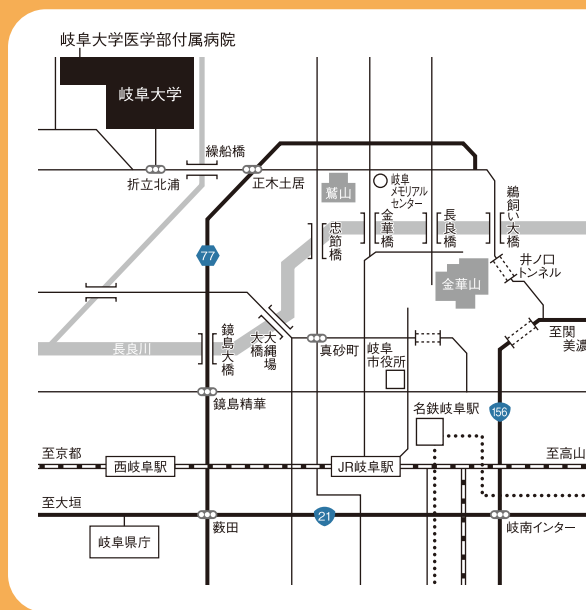 岐阜大学医学部付属病院
岐阜大学
繰船橋
折立北浦
正木土居
鷲山
岐阜
メモリアル
センター
鵜飼い大橋
忠節橋
金華橋
長良橋
77
井ノ口
トンネル
金華山
長良川
鏡島大橋
大縄場
大橋
真砂町
岐阜
市役所
至関
美濃
鏡島精華
名鉄岐阜駅
156
至京都
西岐阜駅
JR岐阜駅
至高山
至大垣
薮田
21
岐南インター
岐阜県庁